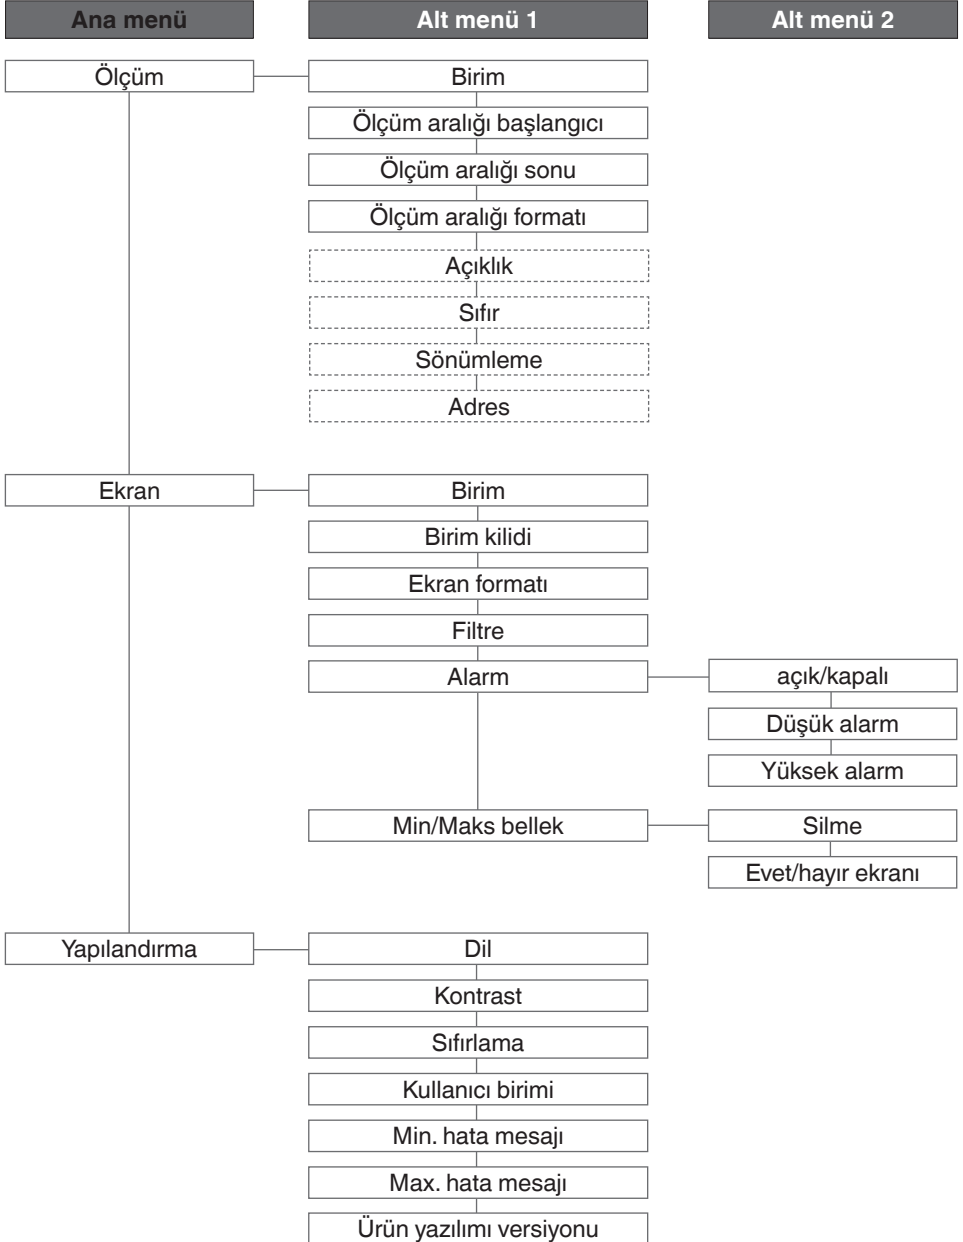 Ana menü
Alt menü 1
Alt menü 2
Ölçüm
Birim
Ölçüm aralığı başlangıcı
Ölçüm aralığı sonu
Ölçüm aralığı formatı
Açıklık
Sıfır
Sönümleme
Adres
Ekran
Birim
Birim kilidi
Ekran formatı
Filtre
Alarm
açık/kapalı
Düşük alarm
Yüksek alarm
Min/Maks bellek
Silme
Evet/hayır ekranı
Yapılandırma
Dil
Kontrast
Sıfırlama
Kullanıcı birimi
Min. hata mesajı
Max. hata mesajı
Ürün yazılımı versiyonu